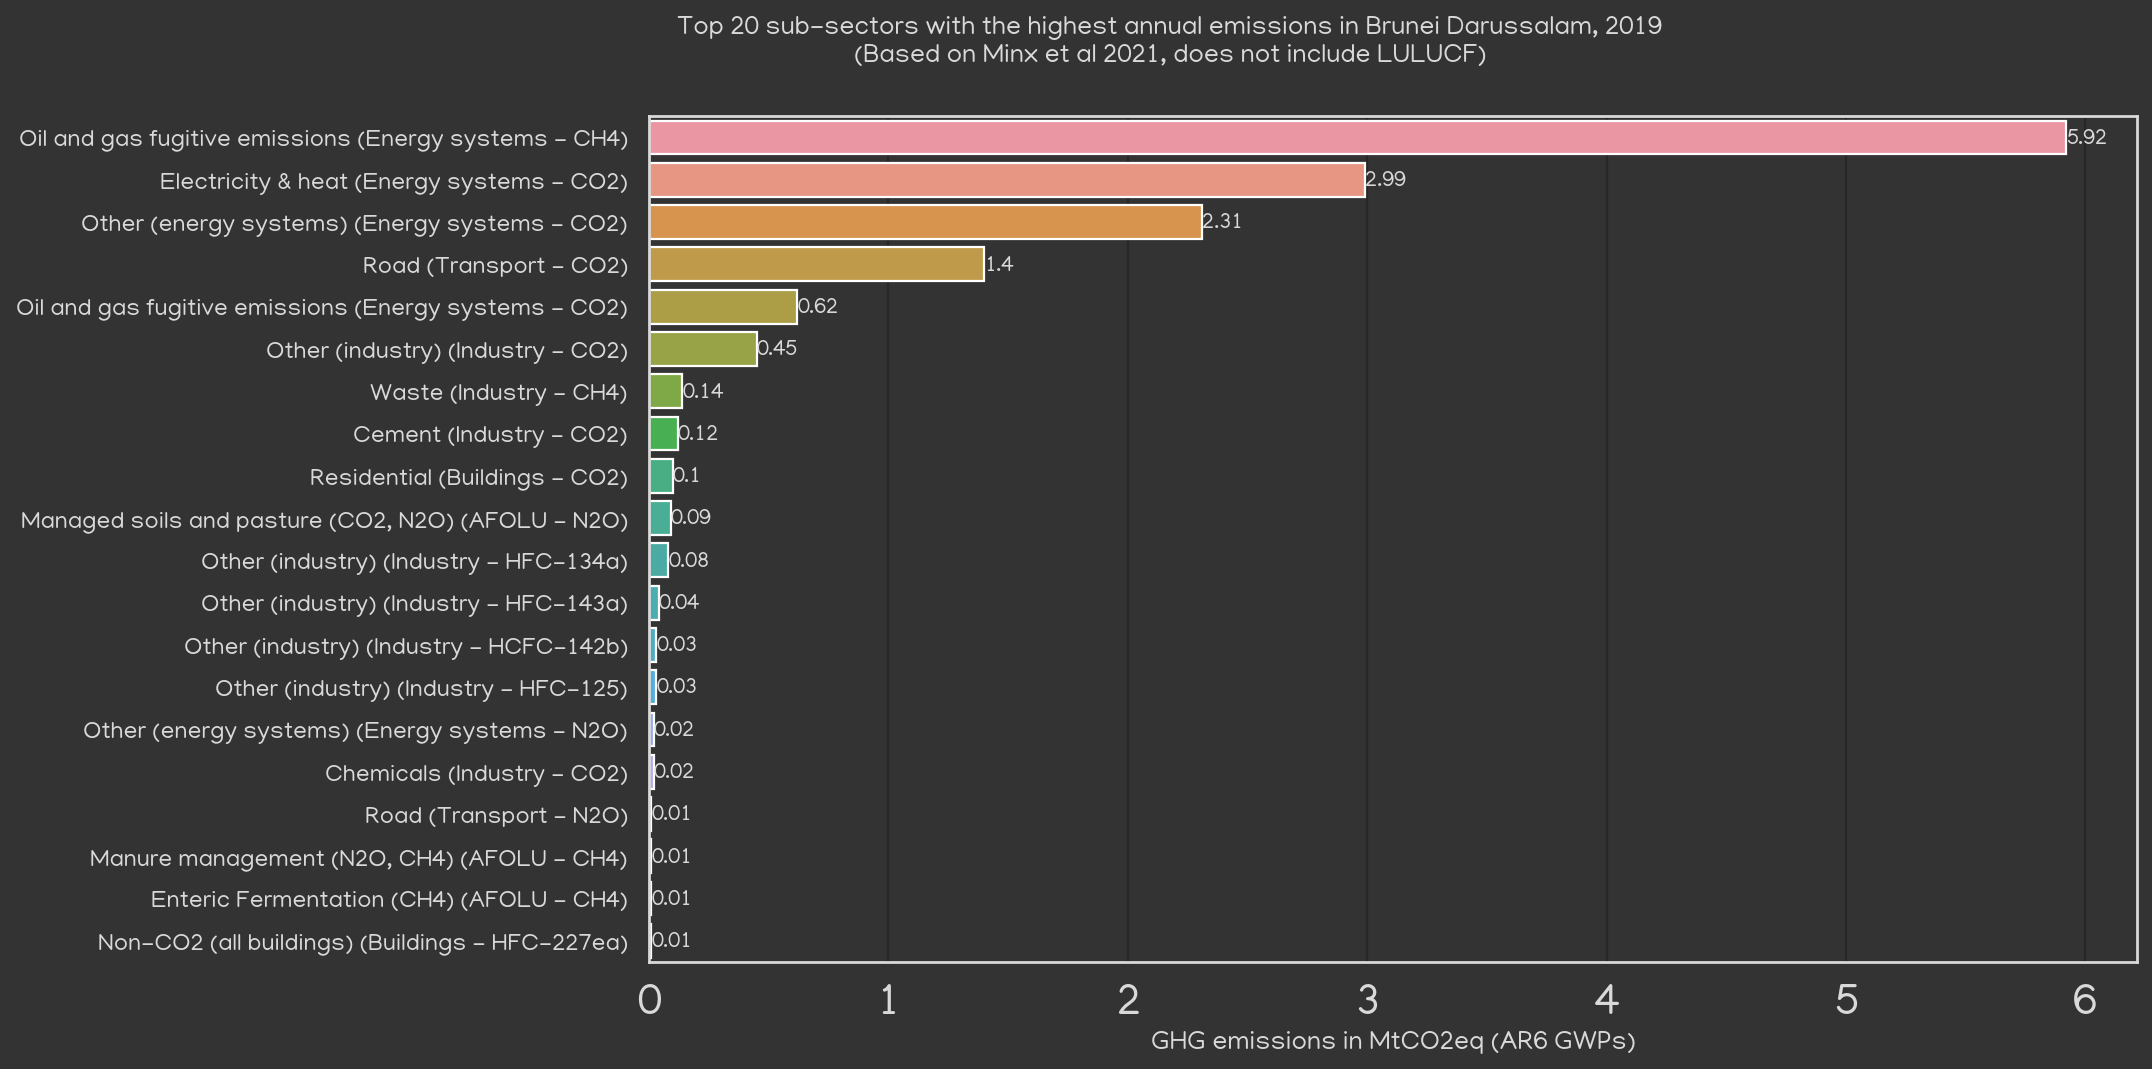 Top 20 sub-sectors with the highest annual emissions in Brunei Darussalam, 2019
(Based on Minx et al 2021, does not include LULUCF)
Oil and gas fugitive emissions (Energy systems - CH4) 5.92
Electricity & heat (Energy systems - CO2) 2.99
Other (energy systems) (Energy systems - CO2) 2.31
Road (Transport - CO2) 1.4
Oil and gas fugitive emissions (Energy systems - CO2) 0.62
Other (industry) (Industry - CO2) 0.45
Waste (Industry - CH4) 0.14
Cement (Industry - CO2) 0.12
Residential (Buildings - CO2) 0.1
Managed soils and pasture (CO2, N2O) (AFOLU - N2O) 0.09
Other (industry) (Industry - HFC-134a) 0.08
Other (industry) (Industry - HFC-143a) 0.04
Other (industry) (Industry - HCFC-142b) 0.03
Other (industry) (Industry - HFC-125) 0.03
Other (energy systems) (Energy systems - N2O) 0.02
Chemicals (Industry - CO2) 0.02
Road (Transport - N2O) 0.01
Manure management (N2O, CH4) (AFOLU - CH4) 0.01
Enteric Fermentation (CH4) (AFOLU - CH4) 0.01
Non-CO2 (all buildings) (Buildings - HFC-227ea) 0.01
0 1 2 3 4 5 6
GHG emissions in MtCO2eq (AR6 GWPs)